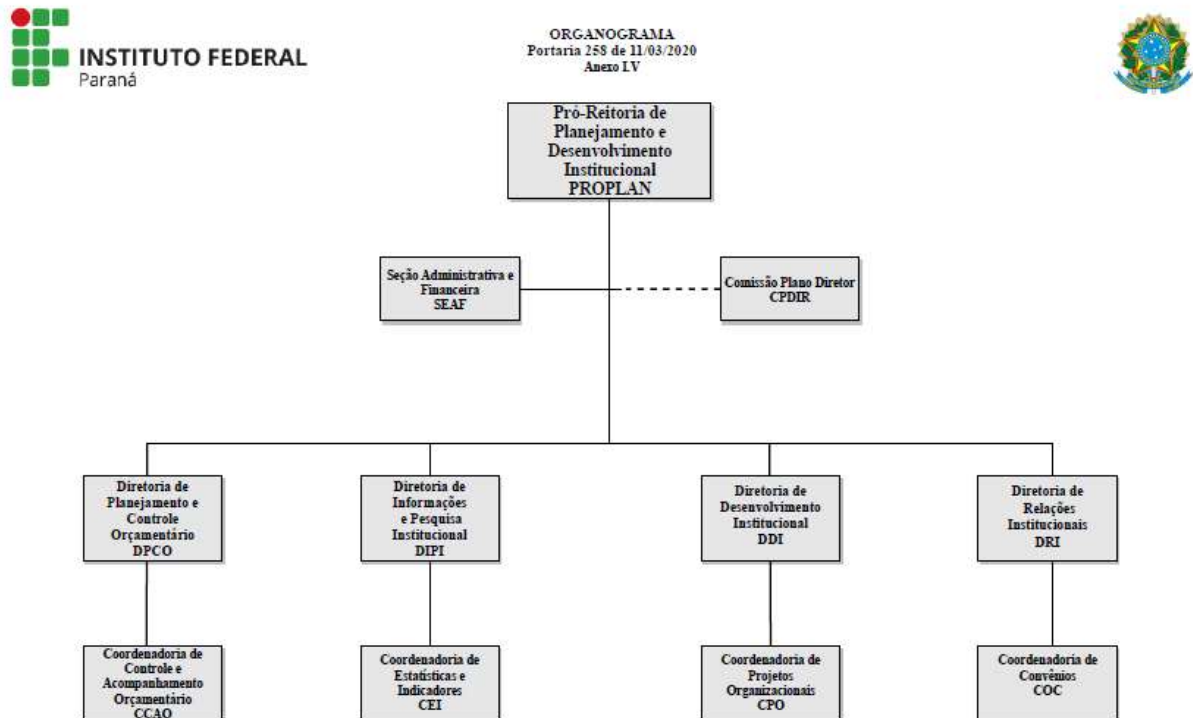 INSTITUTO FEDERAL
Paraná
ORGANOGRAMA
Portaria 258 de 11/03/2020
Anexo LV
Pró-Reitoria de
Planejamento e
Desenvolvimento
Institucional
PROPLAN
Seção Administrativa e
Financeira
SEAF
Comissão Plano Diretor
CPDIR
Diretoria de
Planejamento e
Controle
Orçamentário
DPCO
Diretoria de
Informações
e Pesquisa
Institucional
DIPI
Diretoria de
Desenvolvimento
Institucional
DDI
Diretoria de
Relações
Institucionais
DRI
Coordenadoria de
Controle e
Acompanhamento
Orçamentário
CCAO
Coordenadoria de
Estatísticas e
Indicadores
CEI
Coordenadoria de
Projetos
Organizacionais
CPO
Coordenadoria de
Convênios
COC